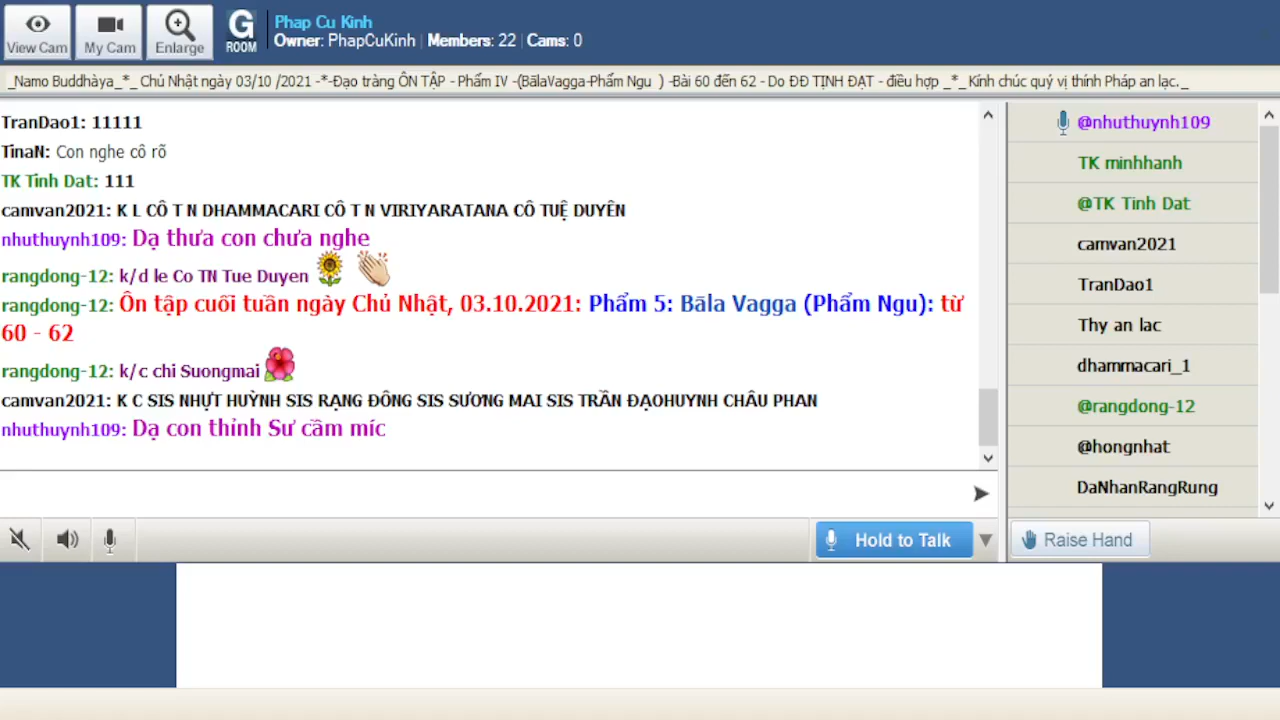 View Cam
My Cam
Enlarge
G
ROOM
Phap Cu Kinh
Owner: PhapCuKinh | Members: 22 | Cams: 0
_Namo Buddhàya_*_ Chủ Nhật ngày 03/10 /2021 -*-Đạo tràng ÔN TẬP - Phẩm IV -(BālaVagga-Phẩm Ngu ) -Bài 60 đến 62 - Do ĐĐ TỊNH ĐẠT - điều hợp _*_ Kính chúc quý vị thính Pháp an lạc._
TranDao1: 11111
TinaN: Con nghe cô rõ
TK Tinh Dat: 111
camvan2021: K L CÔ T N DHAMMACARI CÔ T N VIRIYARATANA CÔ TUỆ DUYÊN
nhuthuynh109: Dạ thưa con chưa nghe
rangdong-12: k/d le Co TN Tue Duyen
rangdong-12: Ôn tập cuối tuần ngày Chủ Nhật, 03.10.2021: Phẩm 5: Bāla Vagga (Phẩm Ngu): từ
60 - 62
rangdong-12: k/c chi Suongmai
camvan2021: K C SIS NHỰT HUỲNH SIS RẠNG ĐÔNG SIS SƯƠNG MAI SIS TRẦN ĐẠOHUYNH CHÂU PHAN
nhuthuynh109: Dạ con thỉnh Sư cầm míc
@nhuthuynh109
TK minhhanh
@TK Tinh Dat
camvan2021
TranDao1
Thy an lac
dhammacari_1
@rangdong-12
@hongnhat
DaNhanRangRung
Hold to Talk
Raise Hand